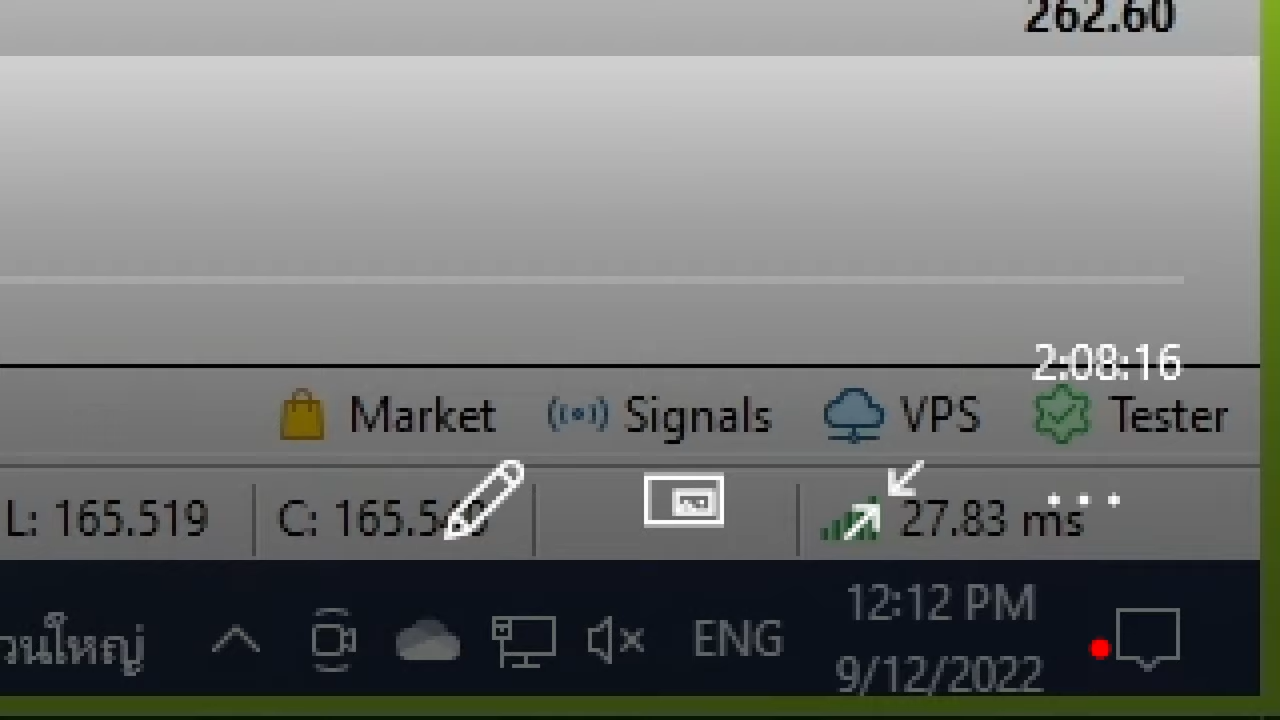 262.60
2:08:16
Market Signals VPS Tester
L: 165.519 C: 27.83 ms
ENG 12:12 PM
9/12/2022